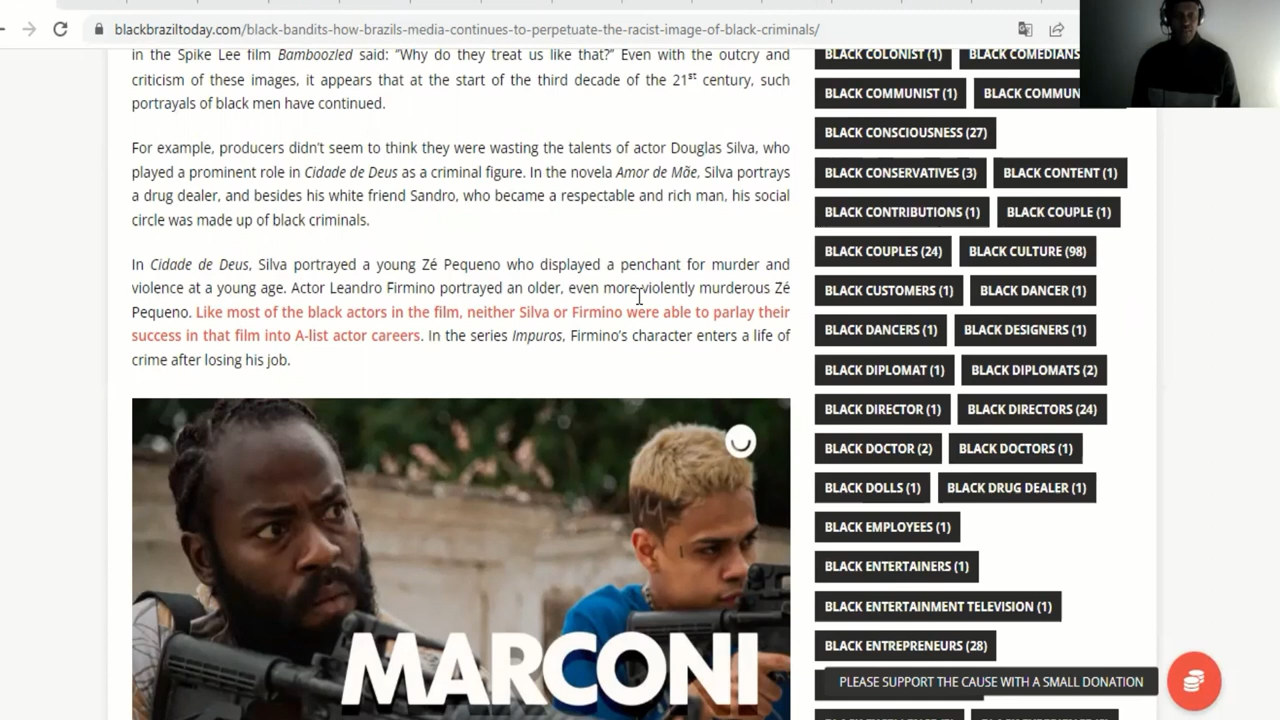 blackbraziltoday.com/black-bandits-how-brazils-media-continues-to-perpetuate-the-racist-image-of-black-criminals/
in the Spike Lee film Bamboozled said: “Why do they treat us like that?” Even with the outcry and
criticism of these images, it appears that at the start of the third decade of the 21st century, such
portrayals of black men have continued.
For example, producers didn’t seem to think they were wasting the talents of actor Douglas Silva, who
played a prominent role in Cidade de Deus as a criminal figure. In the novela Amor de Mãe, Silva portrays
a drug dealer, and besides his white friend Sandro, who became a respectable and rich man, his social
circle was made up of black criminals.
In Cidade de Deus, Silva portrayed a young Zé Pequeno who displayed a penchant for murder and
violence at a young age. Actor Leandro Firmino portrayed an older, even more violently murderous Zé
Pequeno. Like most of the black actors in the film, neither Silva or Firmino were able to parlay their
success in that film into A-list actor careers. In the series Impuros, Firmino’s character enters a life of
crime after losing his job.
MARCONI
BLACK COLONIST (1) BLACK COMEDIANS
BLACK COMMUNIST (1) BLACK COMMUN
BLACK CONSCIOUSNESS (27)
BLACK CONSERVATIVES (3) BLACK CONTENT (1)
BLACK CONTRIBUTIONS (1) BLACK COUPLE (1)
BLACK COUPLES (24) BLACK CULTURE (98)
BLACK CUSTOMERS (1) BLACK DANCER (1)
BLACK DANCERS (1) BLACK DESIGNERS (1)
BLACK DIPLOMAT (1) BLACK DIPLOMATS (2)
BLACK DIRECTOR (1) BLACK DIRECTORS (24)
BLACK DOCTOR (2) BLACK DOCTORS (1)
BLACK DOLLS (1) BLACK DRUG DEALER (1)
BLACK EMPLOYEES (1)
BLACK ENTERTAINERS (1)
BLACK ENTERTAINMENT TELEVISION (1)
BLACK ENTREPRENEURS (28)
PLEASE SUPPORT THE CAUSE WITH A SMALL DONATION